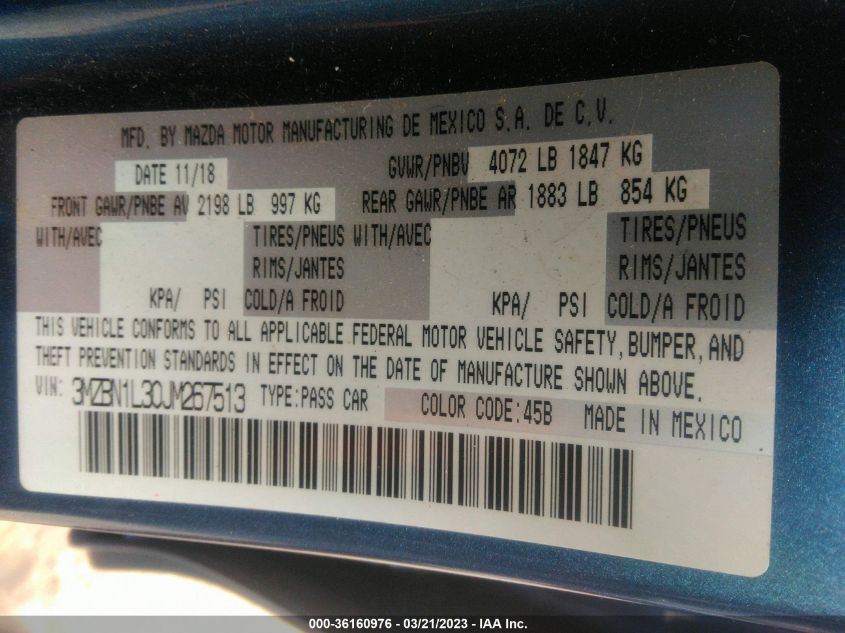 MFD. BY MAZDA MOTOR MANUFACTURING DE MEXICO S.A. DE C.V.
DATE 11/18 GVWR/PNBV 4072 LB 1847 KG
FRONT GAWR/PNBE AV 2198 LB 997 KG REAR GAWR/PNBE AR 1883 LB 854 KG
WITH/AVEC TIRES/PNEUS WITH/AVEC TIRES/PNEUS
RIMS/JANTES RIMS/JANTES
KPA/ PSI COLD/A FROID KPA/ PSI COLD/A FROID
THIS VEHICLE CONFORMS TO ALL APPLICABLE FEDERAL MOTOR VEHICLE SAFETY, BUMPER, AND
THEFT PREVENTION STANDARDS IN EFFECT ON THE DATE OF MANUFACTURE SHOWN ABOVE.
VIN: 3MZBN1L30JM267513 TYPE:PASS CAR COLOR CODE:45B MADE IN MEXICO
000-36160976 — 03/21/2023 — IAA Inc.